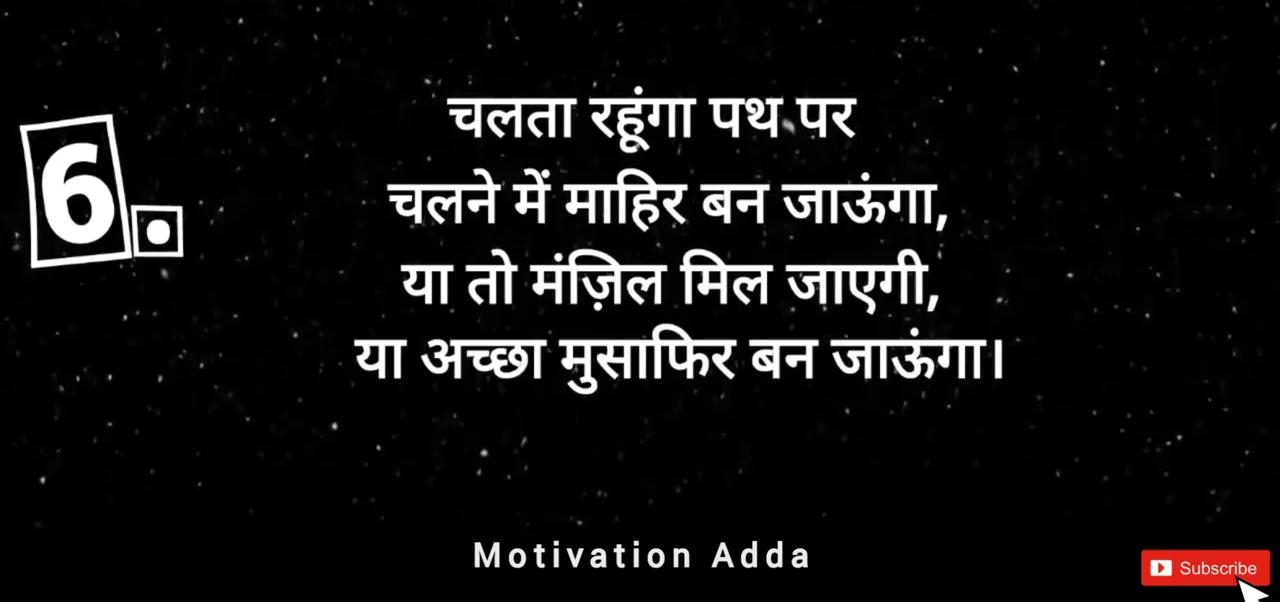 6.
चलता रहूंगा पथ पर
चलने में माहिर बन जाऊंगा,
या तो मंज़िल मिल जाएगी,
या अच्छा मुसाफिर बन जाऊंगा।
Motivation Adda
Subscribe